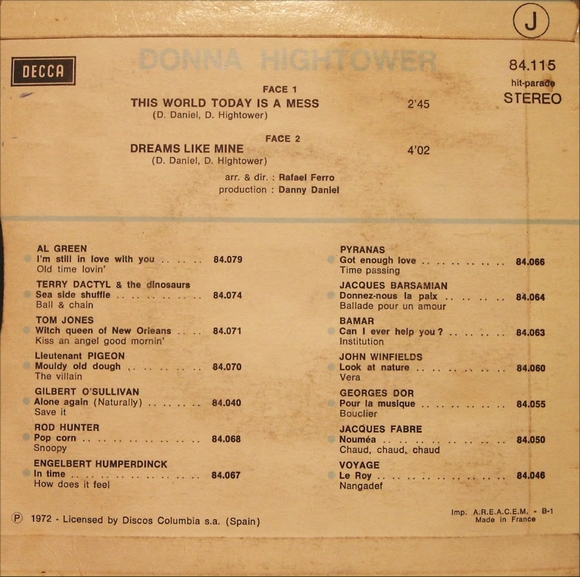 J
DONNA HIGHTOWER
DECCA
84.115
hit-parade
STEREO
FACE 1
THIS WORLD TODAY IS A MESS 2'45
(D. Daniel, D. Hightower)
FACE 2
DREAMS LIKE MINE 4'02
(D. Daniel, D. Hightower)
arr. & dir. : Rafael Ferro
production : Danny Daniel
AL GREEN
I'm still in love with you . . . . . 84.079
Old time lovin'
TERRY DACTYL & the dinosaurs
Sea side shuffle . . . . . . . . . 84.074
Ball & chain
TOM JONES
Witch queen of New Orleans . . . . 84.071
Kiss an angel good mornin'
Lieutenant PIGEON
Mouldy old dough . . . . . . . . . 84.070
The villain
GILBERT O'SULLIVAN
Alone again (Naturally) . . . . . . 84.040
Save it
ROD HUNTER
Pop corn . . . . . . . . . . . . . 84.068
Snoopy
ENGELBERT HUMPERDINCK
In time . . . . . . . . . . . . . . 84.067
How does it feel
PYRANAS
Got enough love . . . . . . . . . . 84.066
Time passing
JACQUES BARSAMIAN
Donnez-nous la paix . . . . . . . . 84.064
Ballade pour un amour
BAMAR
Can I ever help you ? . . . . . . . 84.063
Institution
JOHN WINFIELDS
Look at nature . . . . . . . . . . 84.060
Vera
GEORGES DOR
Pour la musique . . . . . . . . . . 84.055
Bouclier
JACQUES FABRE
Nouméa . . . . . . . . . . . . . . 84.050
Chaud, chaud, chaud
VOYAGE
Le Roy . . . . . . . . . . . . . . 84.046
Nangadef
℗ 1972 - Licensed by Discos Columbia s.a. (Spain)
Imp. A.R.E.A.C.E.M. - B-1
Made in France